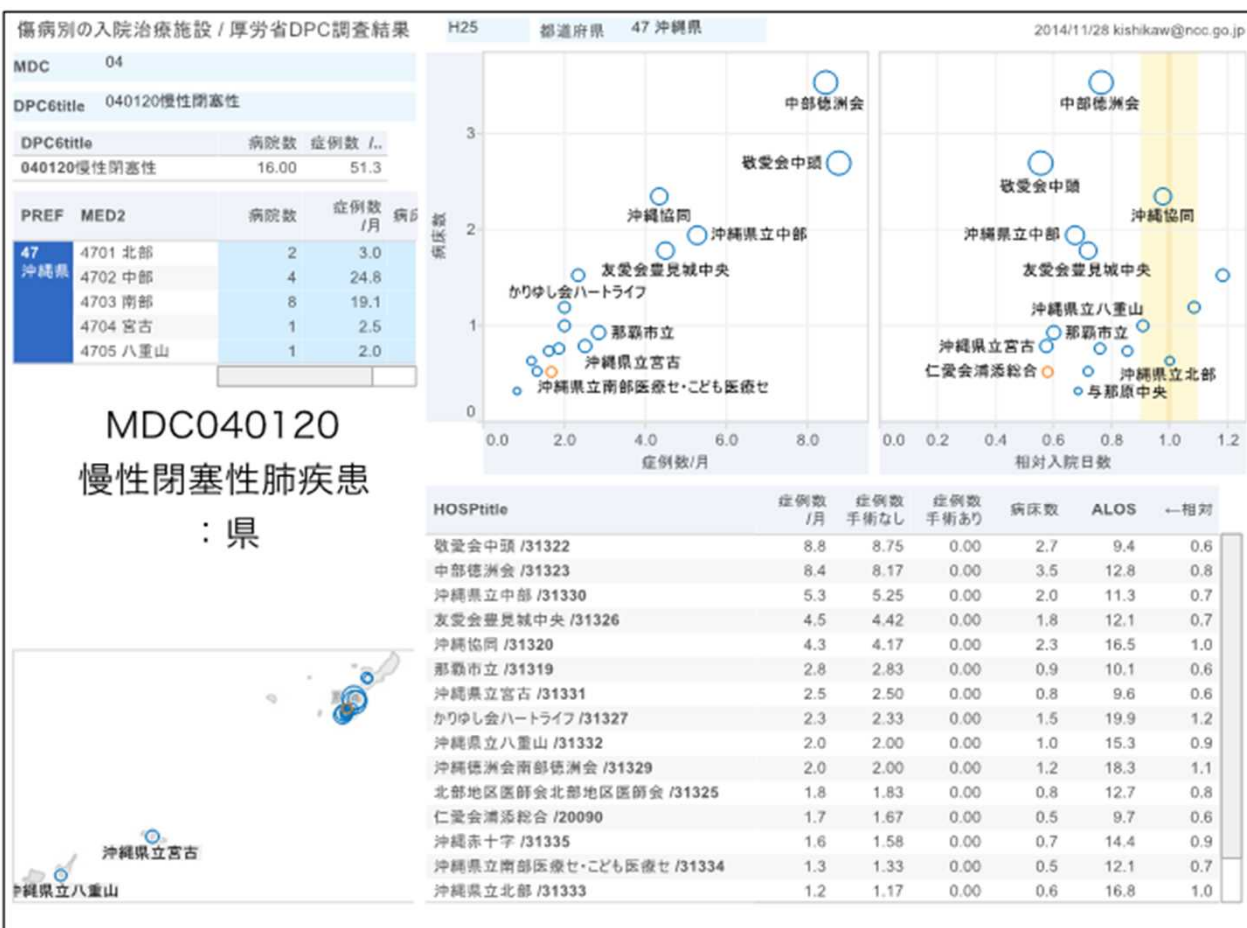 傷病別の入院治療施設 / 厚労省DPC調査結果
H25 都道府県 47 沖縄県
2014/11/28 kishikaw@ncc.go.jp
MDC 04
DPC6title 040120慢性閉塞性
DPC6title 病院数 症例数 /..
040120慢性閉塞性 16.00 51.3
PREF MED2 病院数 症例数/月 病床
47 沖縄県 4701 北部 2 3.0
4702 中部 4 24.8
4703 南部 8 19.1
4704 宮古 1 2.5
4705 八重山 1 2.0
MDC040120
慢性閉塞性肺疾患
：県
沖縄県立宮古
沖縄県立八重山
病床数
3
2
1
0
中部徳洲会
敬愛会中頭
沖縄協同
沖縄県立中部
友愛会豊見城中央
かりゆし会ハートライフ
那覇市立
沖縄県立宮古
沖縄県立南部医療セ・こども医療セ
0.0 2.0 4.0 6.0 8.0
症例数/月
中部徳洲会
敬愛会中頭
沖縄協同
沖縄県立中部
友愛会豊見城中央
沖縄県立八重山
那覇市立
沖縄県立宮古
仁愛会浦添総合
沖縄県立北部
与那原中央
0.0 0.2 0.4 0.6 0.8 1.0 1.2
相対入院日数
HOSPtitle 症例数/月 症例数手術なし 症例数手術あり 病床数 ALOS ←相対
敬愛会中頭 /31322 8.8 8.75 0.00 2.7 9.4 0.6
中部徳洲会 /31323 8.4 8.17 0.00 3.5 12.8 0.8
沖縄県立中部 /31330 5.3 5.25 0.00 2.0 11.3 0.7
友愛会豊見城中央 /31326 4.5 4.42 0.00 1.8 12.1 0.7
沖縄協同 /31320 4.3 4.17 0.00 2.3 16.5 1.0
那覇市立 /31319 2.8 2.83 0.00 0.9 10.1 0.6
沖縄県立宮古 /31331 2.5 2.50 0.00 0.8 9.6 0.6
かりゆし会ハートライフ /31327 2.3 2.33 0.00 1.5 19.9 1.2
沖縄県立八重山 /31332 2.0 2.00 0.00 1.0 15.3 0.9
沖縄徳洲会南部徳洲会 /31329 2.0 2.00 0.00 1.2 18.3 1.1
北部地区医師会北部地区医師会 /31325 1.8 1.83 0.00 0.8 12.7 0.8
仁愛会浦添総合 /20090 1.7 1.67 0.00 0.5 9.7 0.6
沖縄赤十字 /31335 1.6 1.58 0.00 0.7 14.4 0.9
沖縄県立南部医療セ・こども医療セ /31334 1.3 1.33 0.00 0.5 12.1 0.7
沖縄県立北部 /31333 1.2 1.17 0.00 0.6 16.8 1.0